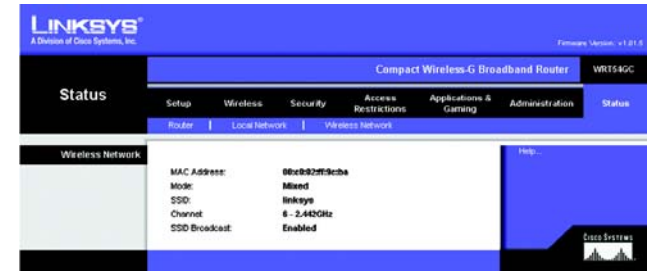 LINKSYS®
A Division of Cisco Systems, Inc.
Firmware Version: v1.01.5
Compact Wireless-G Broadband Router WRT54GC
Status
Setup Wireless Security Access Restrictions Applications & Gaming Administration Status
Router | Local Network | Wireless Network
Wireless Network
Help...
MAC Address:
Mode: Mixed
SSID: linksys
Channel: 6 - 2.442GHz
SSID Broadcast: Enabled
CISCO SYSTEMS